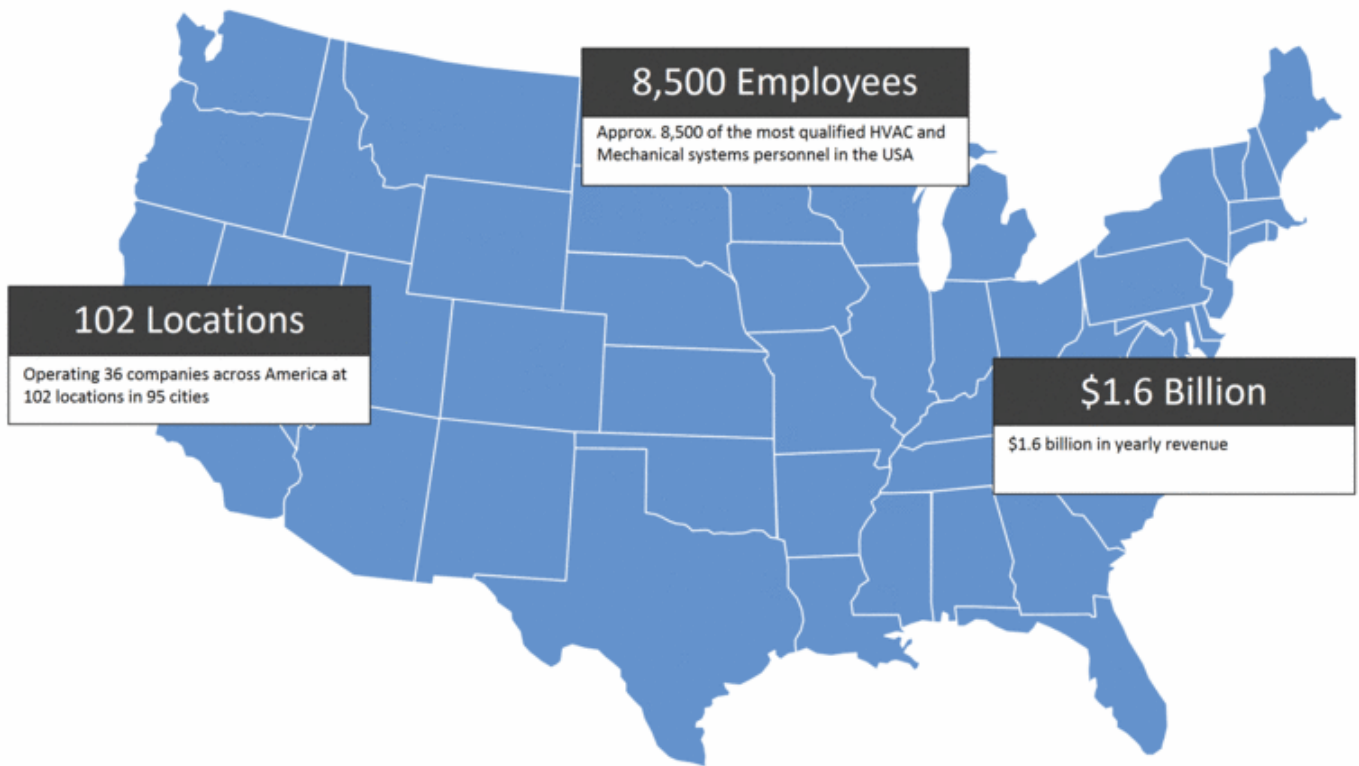 8,500 Employees
Approx. 8,500 of the most qualified HVAC and
Mechanical systems personnel in the USA
102 Locations
Operating 36 companies across America at
102 locations in 95 cities
$1.6 Billion
$1.6 billion in yearly revenue